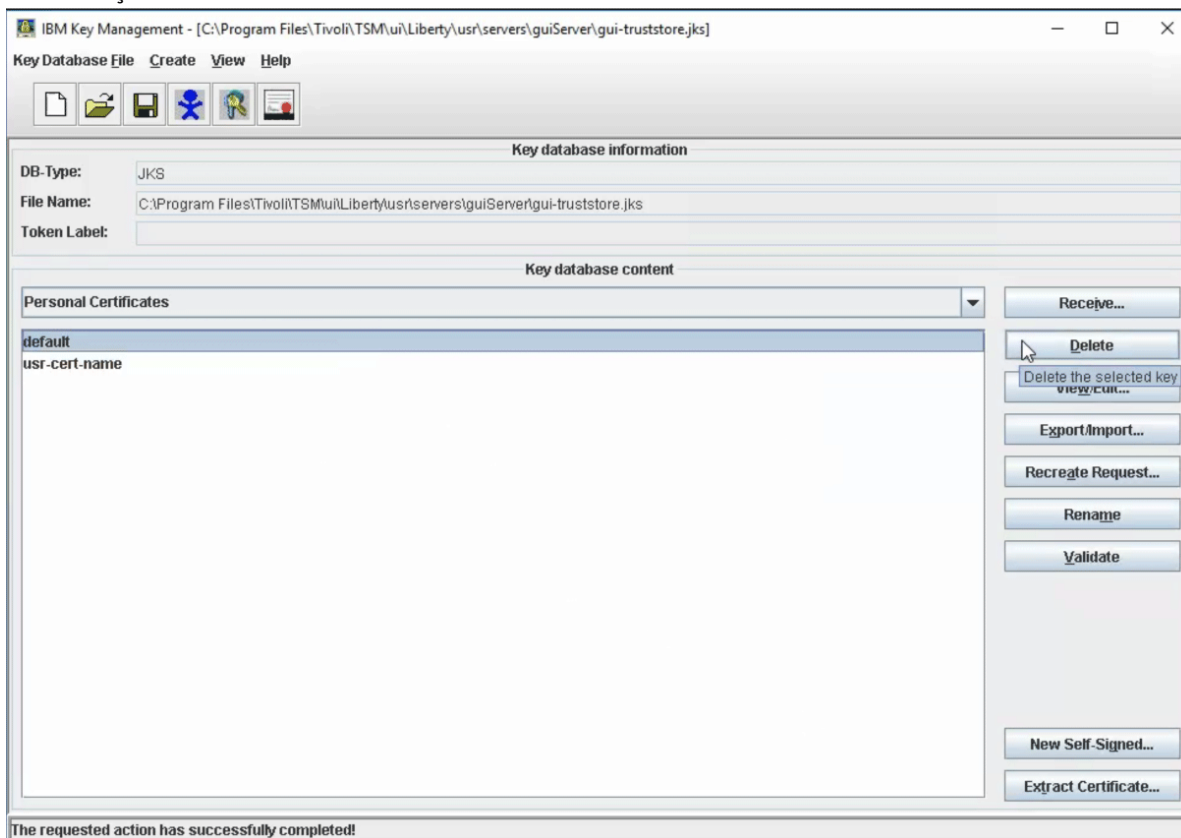 IBM Key Management - [C:\Program Files\Tivoli\TSM\ui\Liberty\usr\servers\guiServer\gui-truststore.jks]
Key Database File Create View Help
Key database information
DB-Type: JKS
File Name: C:\Program Files\Tivoli\TSM\ui\Liberty\usr\servers\guiServer\gui-truststore.jks
Token Label:
Key database content
Personal Certificates
Receive...
default
Delete
usr-cert-name
Delete the selected key
View/Edit...
Export/Import...
Recreate Request...
Rename
Validate
New Self-Signed...
Extract Certificate...
The requested action has successfully completed!